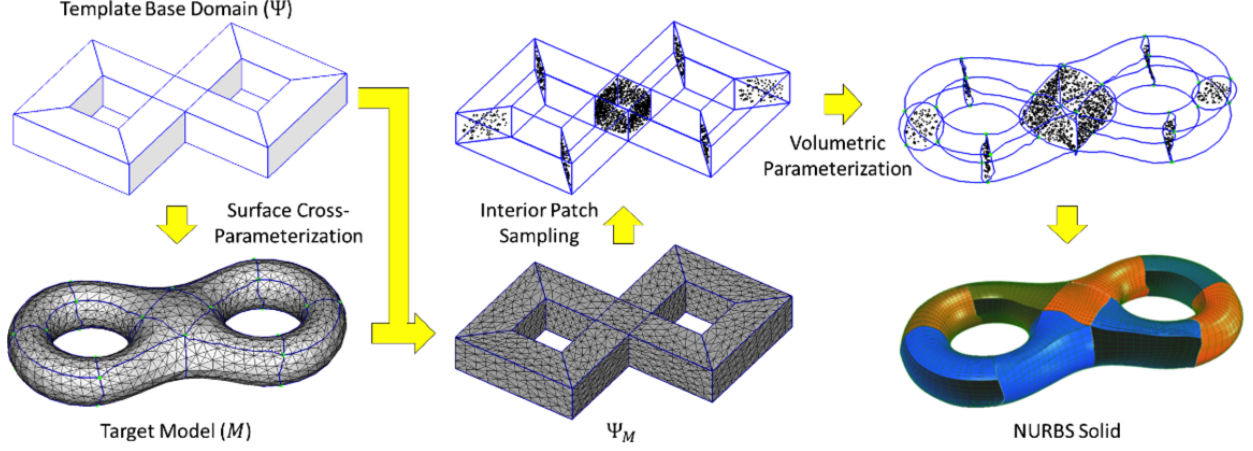 Template Base Domain (Ψ)
Surface Cross-
Parameterization
Target Model (M)
Interior Patch
Sampling
Ψ_M
Volumetric
Parameterization
NURBS Solid